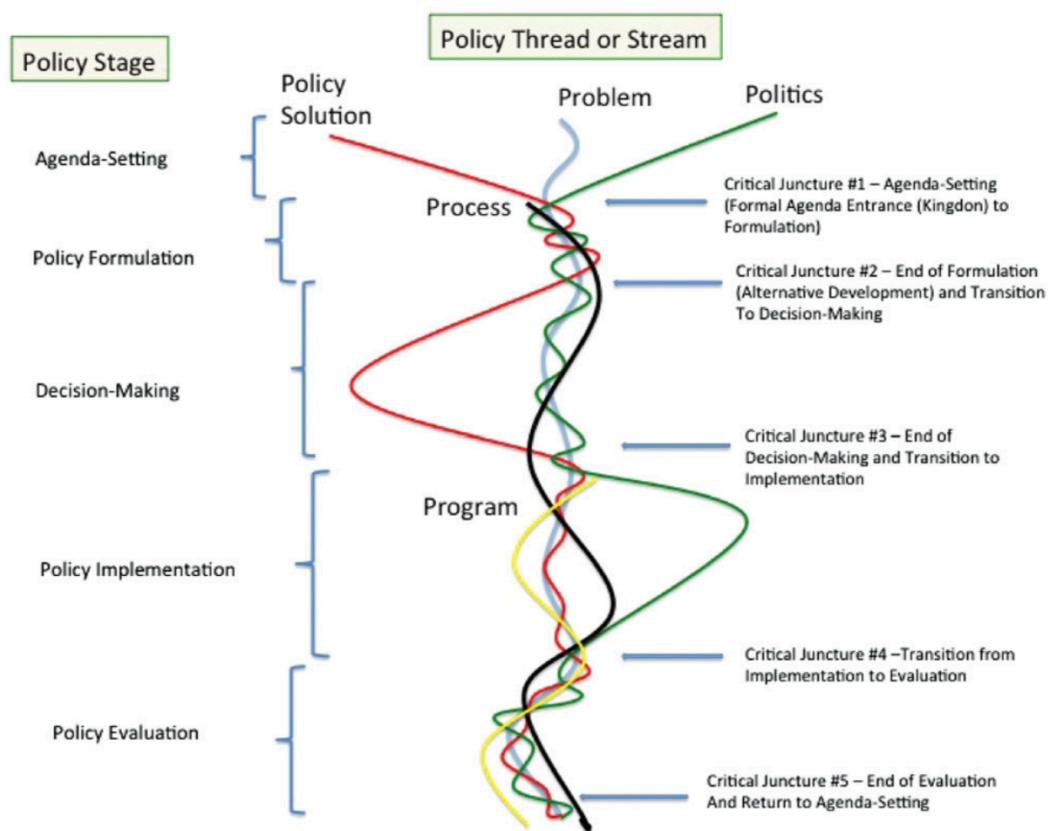 Policy Thread or Stream
Policy Stage
Policy
Solution
Problem
Politics
Agenda-Setting
Process
Critical Juncture #1 – Agenda-Setting
(Formal Agenda Entrance (Kingdon) to
Formulation)
Policy Formulation
Critical Juncture #2 – End of Formulation
(Alternative Development) and Transition
To Decision-Making
Decision-Making
Critical Juncture #3 – End of
Decision-Making and Transition to
Implementation
Program
Policy Implementation
Critical Juncture #4 –Transition from
Implementation to Evaluation
Policy Evaluation
Critical Juncture #5 – End of Evaluation
And Return to Agenda-Setting